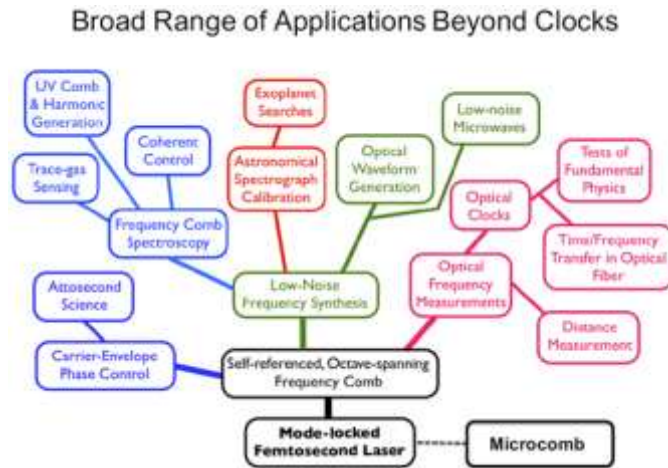 Broad Range of Applications Beyond Clocks
UV Comb
& Harmonic
Generation
Exoplanet
Searches
Low-noise
Microwaves
Coherent
Control
Optical
Waveform
Generation
Tests of
Fundamental
Physics
Trace-gas
Sensing
Astronomical
Spectrograph
Calibration
Optical
Clocks
Frequency Comb
Spectroscopy
Time/Frequency
Transfer in Optical
Fiber
Optical
Frequency
Measurements
Attosecond
Science
Low-Noise
Frequency Synthesis
Distance
Measurement
Carrier-Envelope
Phase Control
Self-referenced, Octave-spanning
Frequency Comb
Mode-locked
Femtosecond Laser
Microcomb